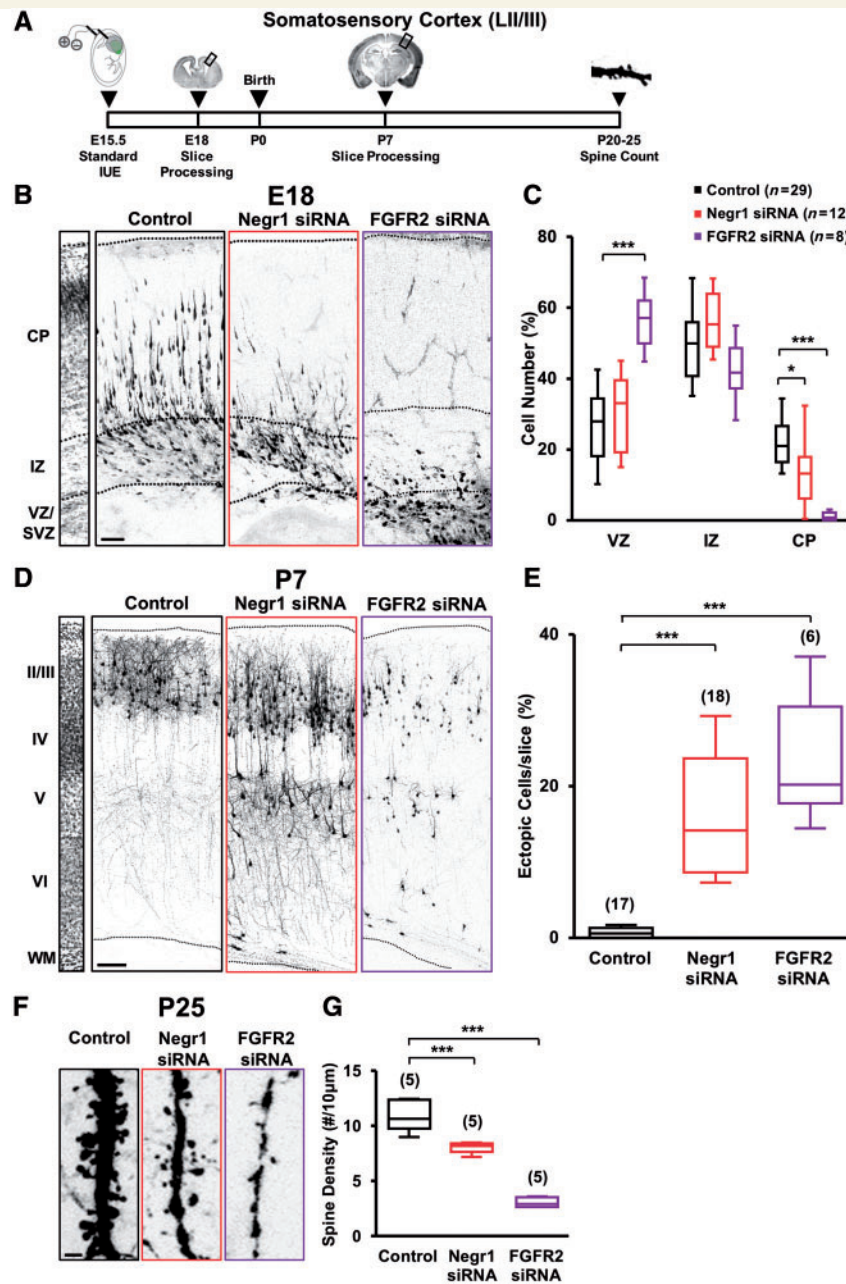 Somatosensory Cortex (LII/III)
A
Birth
E15.5 E18 P0 P7 P20-25
Standard Slice Slice Processing Spine Count
IUE Processing
B
E18
Control Negr1 siRNA FGFR2 siRNA
CP
IZ
VZ/
SVZ
C
Control (n=29)
Negr1 siRNA (n=12
FGFR2 siRNA (n=8)
80
60
40
20
0
Cell Number (%)
***
***
*
VZ IZ CP
D
P7
Control Negr1 siRNA FGFR2 siRNA
II/III
IV
V
VI
WM
E
***
***
(6)
(18)
(17)
40
20
0
Ectopic Cells/slice (%)
Control Negr1 FGFR2
siRNA siRNA
F
P25
Control Negr1 FGFR2
siRNA siRNA
G
***
***
(5)
(5)
(5)
15
10
5
0
Spine Density (#/10µm)
Control Negr1 FGFR2
siRNA siRNA